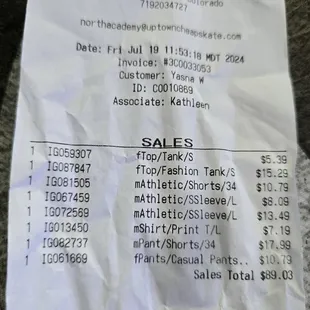 Colorado
7192034727
northacademy@uptowncheapskate.com
Date: Fri Jul 19 11:53:18 MDT 2024
Invoice: #3C0033053
Customer: Yasna W
ID: C0010869
Associate: Kathleen
SALES
1 IG059307 fTop/Tank/S $5.39
1 IG087847 fTop/Fashion Tank/S $15.29
1 IG081505 mAthletic/Shorts/34 $10.79
1 IG067459 mAthletic/SSleeve/L $8.09
1 IG072569 mAthletic/SSleeve/L $13.49
1 IG013450 mShirt/Print T/L $7.19
1 IG082737 mPant/Shorts/34 $17.99
1 IG061669 fPants/Casual Pants.. $10.79
Sales Total $89.03